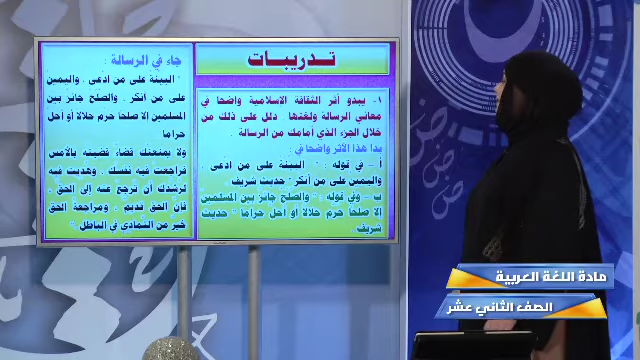 تدريبات
١- يبدو أثر الثقافة الاسلامية واضحا في
معاني الرسالة ولغتها . دلل على ذلك من
خلال الجزء الذي أمامك من الرسالة .
بدا هذا الاثر واضحا في :
أ – في قوله : " البينة على من ادعى .
واليمين على من أنكر " حديث شريف
ب – وفي قوله : " والصلح جائز بين المسلمين
إلا صلحا حرم حلالا أو أحل حراما " حديث
شريف .
جاء في الرسالة :
" البينة على من ادعى . واليمين
على من أنكر . والصلح جائز بين
المسلمين إلا صلحا حرم حلالا أو أحل
حراما
ولا يمنعنك قضاء قضيته بالأمس
فراجعت فيه نفسك . وهديت فيه
لرشدك أن ترجع عنه إلى الحق .
فان الحق قديم . ومراجعة الحق
خير من التمادي في الباطل "
مادة اللغة العربية
الصف الثاني عشر